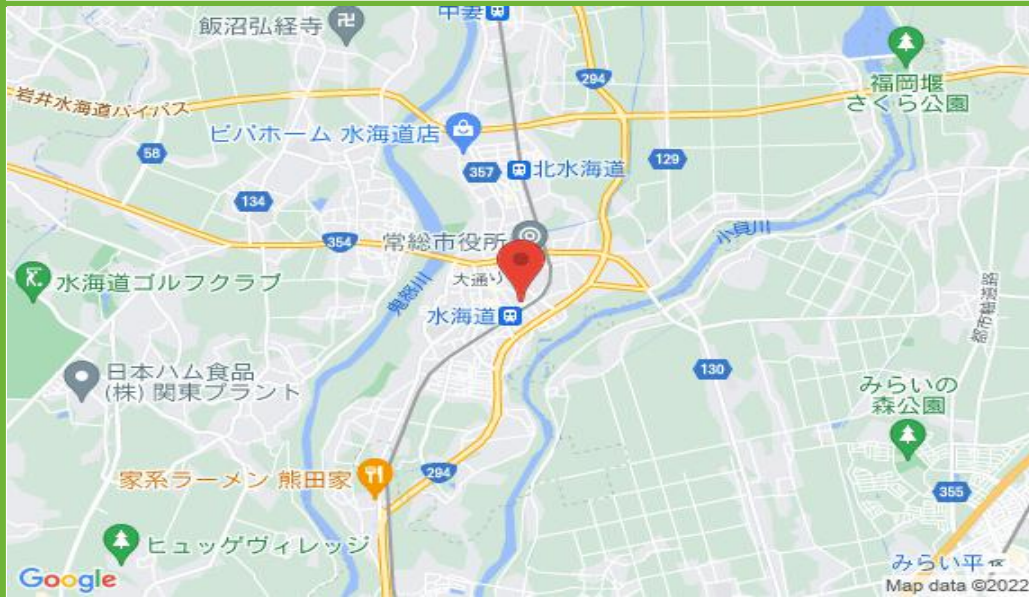 中妻
飯沼弘経寺
294
福岡堰
さくら公園
岩井水海道バイパス
ビバホーム 水海道店
58
357
北水海道
129
134
小貝川
354
常総市役所
大通り
水海道ゴルフクラブ
鬼怒川
水海道
都市軸道路
日本ハム食品
(株) 関東プラント
130
みらいの
森公園
家系ラーメン 熊田家
294
355
ヒュッゲヴィレッジ
みらい平
Google
Map data ©2022